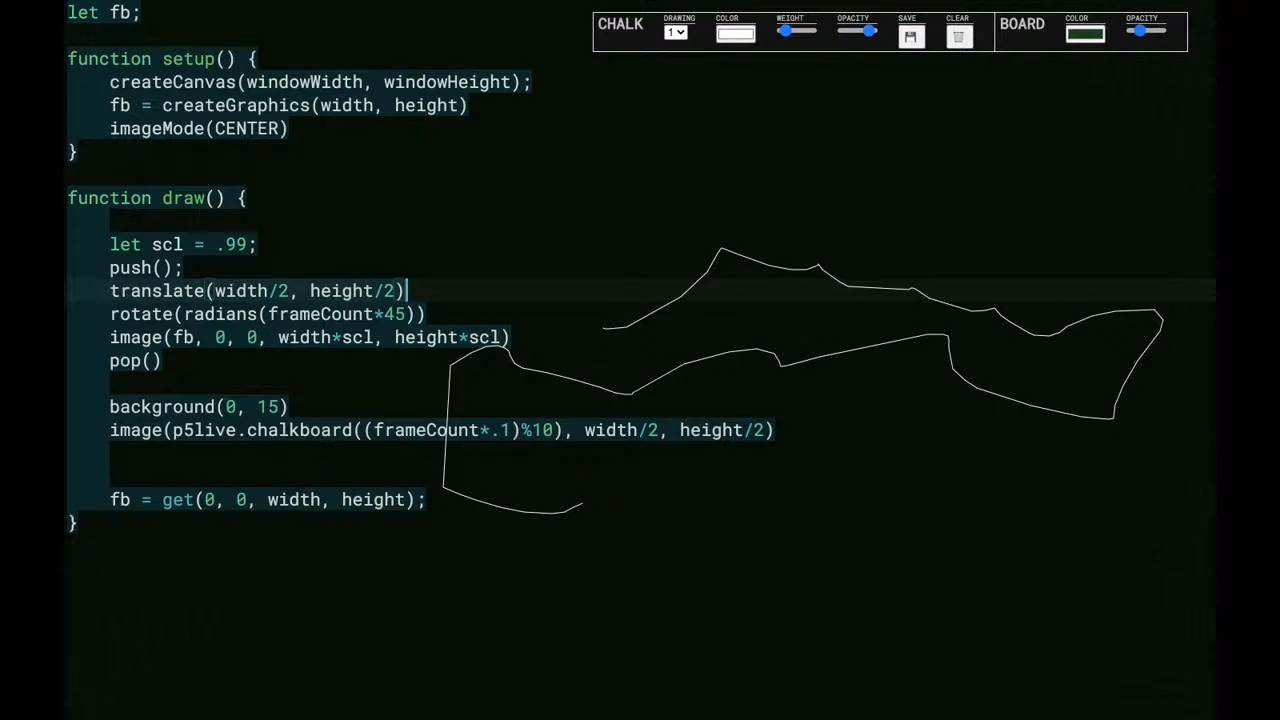 let fb;
CHALK DRAWING 1 COLOR WEIGHT OPACITY SAVE CLEAR BOARD COLOR OPACITY
function setup() {
createCanvas(windowWidth, windowHeight);
fb = createGraphics(width, height)
imageMode(CENTER)
}
function draw() {
let scl = .99;
push();
translate(width/2, height/2)
rotate(radians(frameCount*45))
image(fb, 0, 0, width*scl, height*scl)
pop()
background(0, 15)
image(p5live.chalkboard((frameCount*.1)%10), width/2, height/2)
fb = get(0, 0, width, height);
}